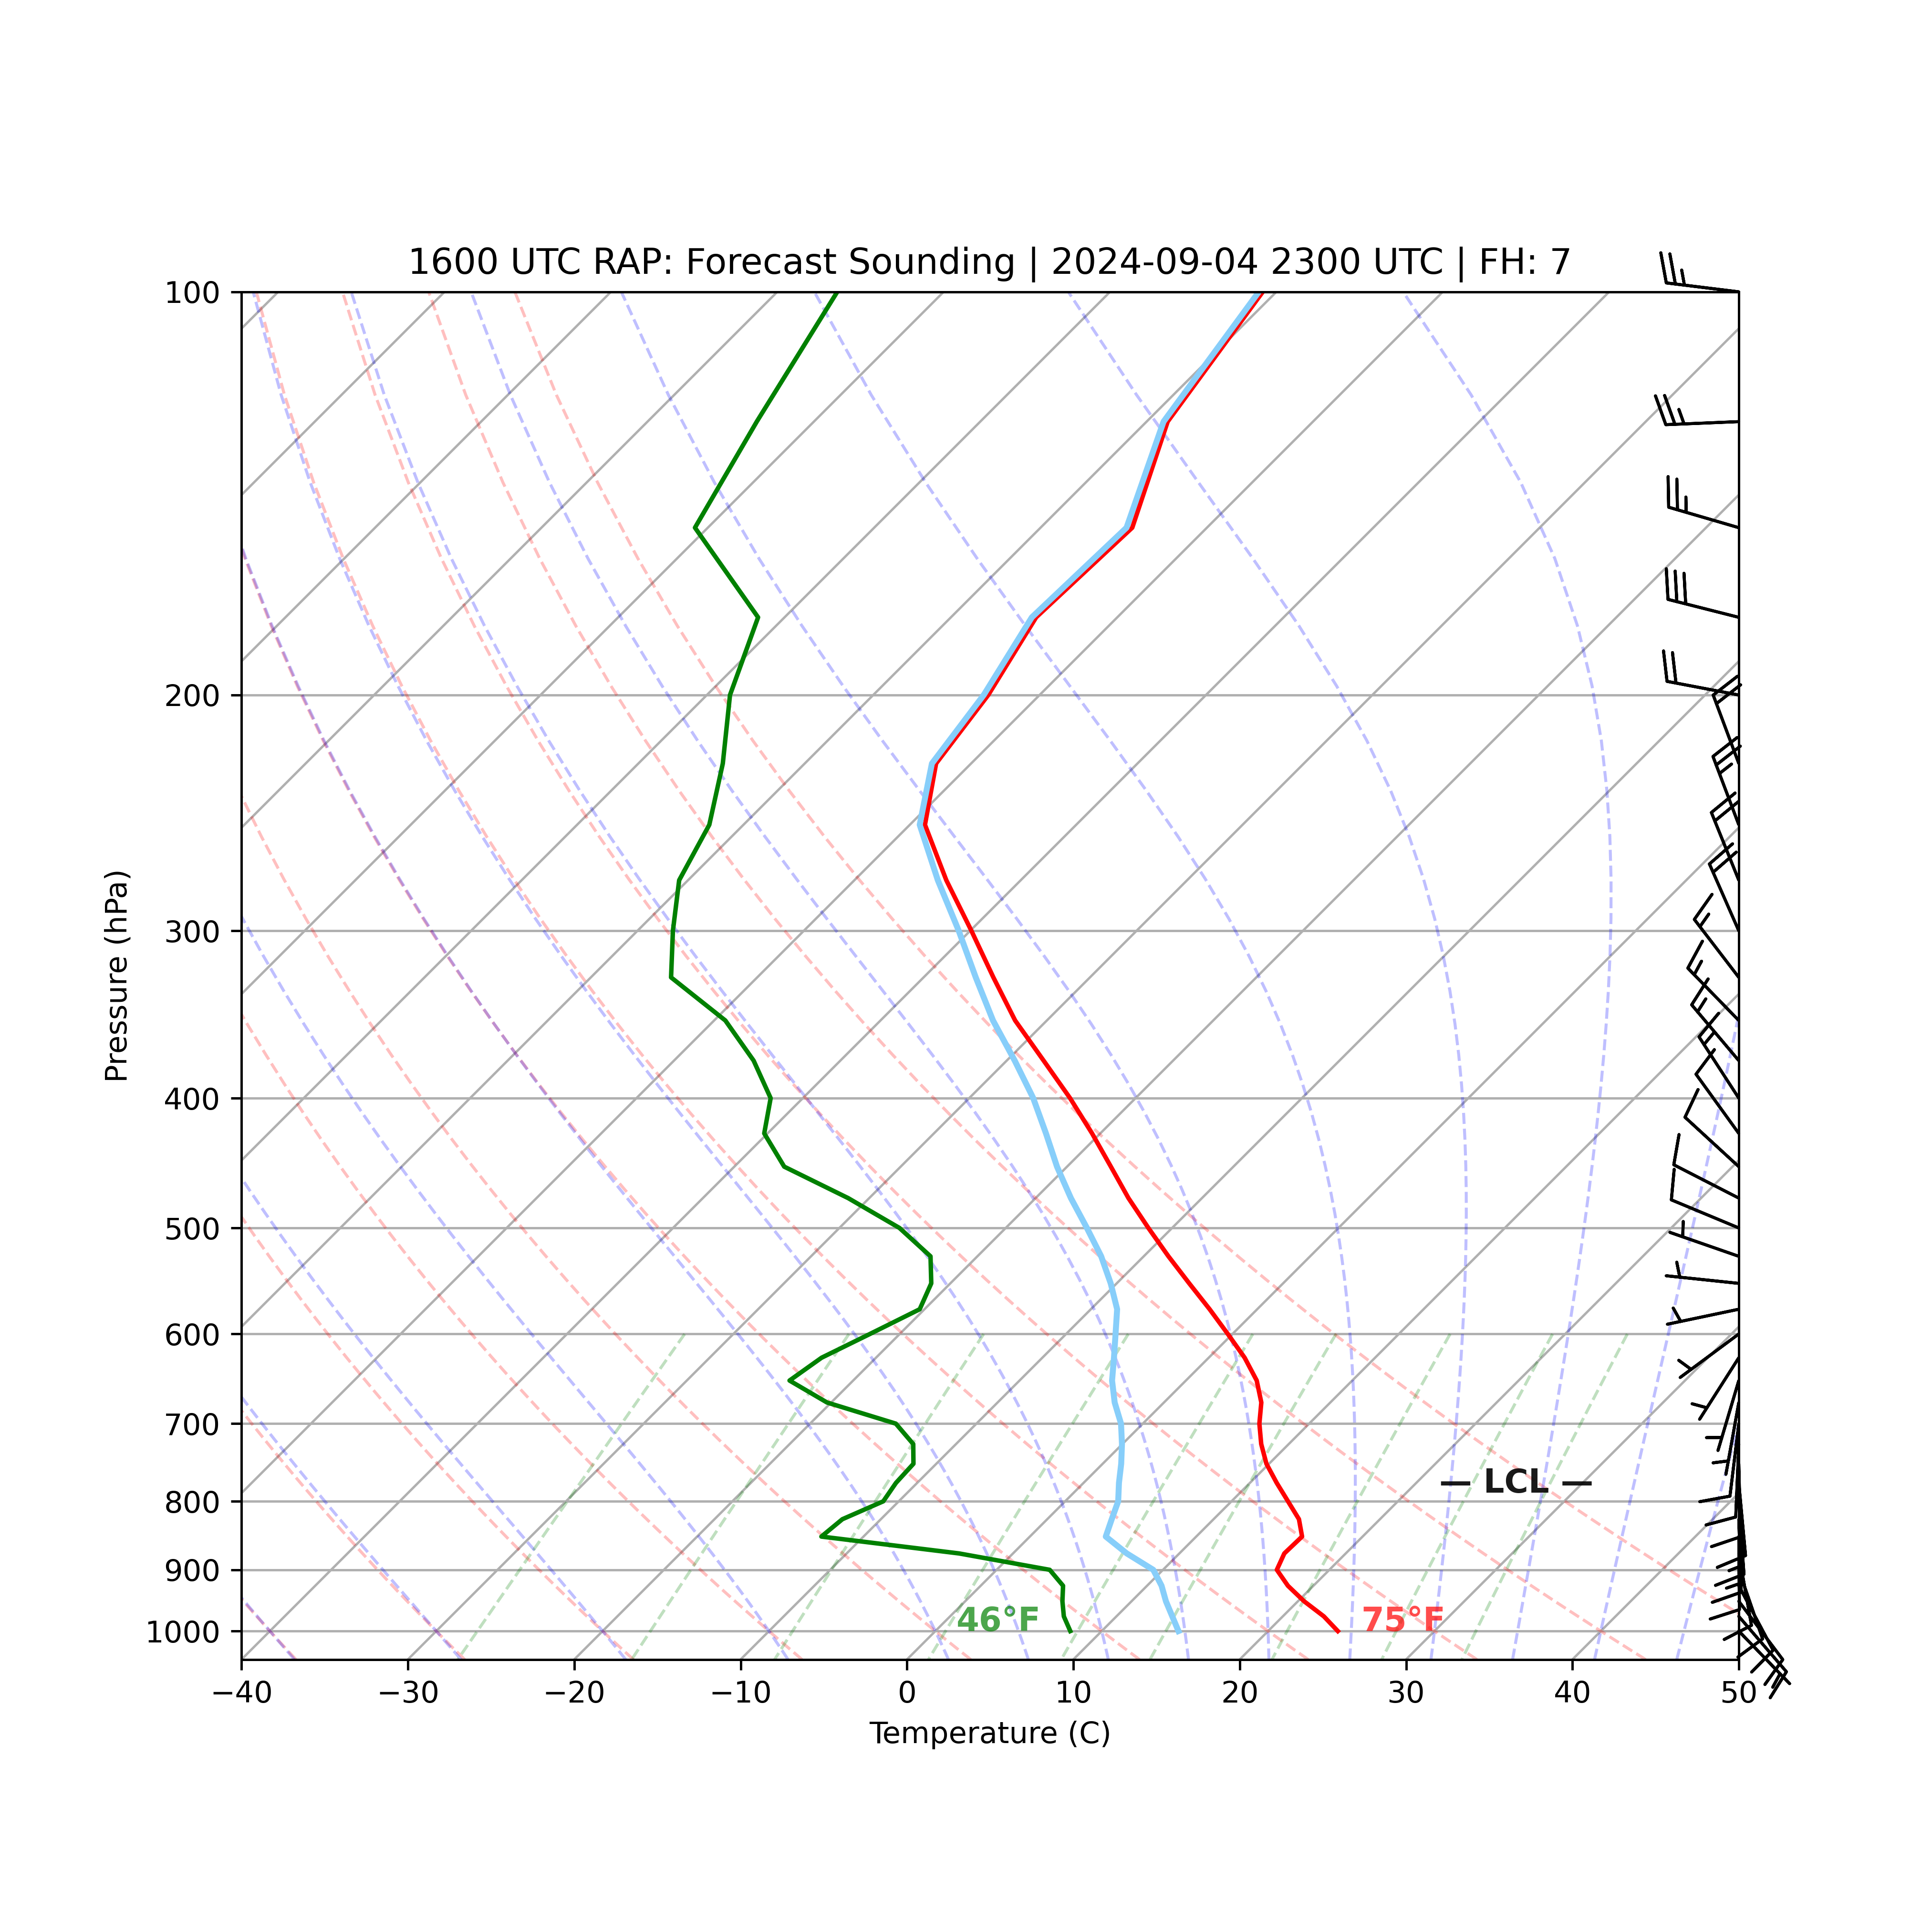 1600 UTC RAP: Forecast Sounding | 2024-09-04 2300 UTC | FH: 7
100
200
300
400
500
600
700
800
900
1000
Pressure (hPa)
— LCL —
46°F
75°F
−40 −30 −20 −10 0 10 20 30 40 50
Temperature (C)